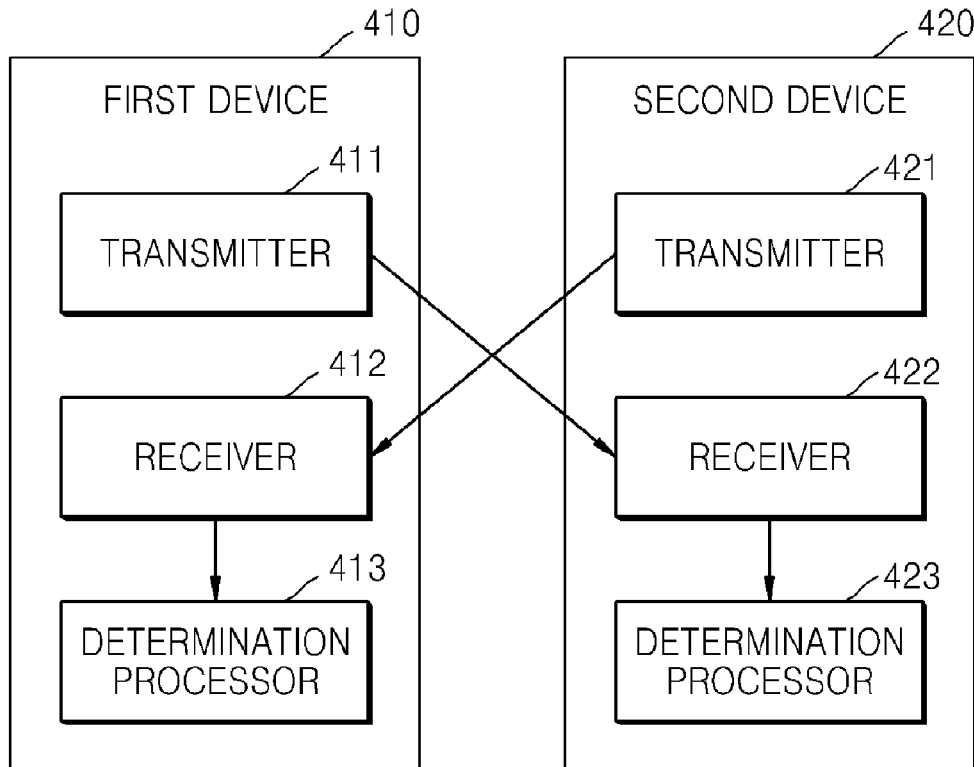 410
FIRST DEVICE
411
TRANSMITTER
412
RECEIVER
413
DETERMINATION
PROCESSOR
420
SECOND DEVICE
421
TRANSMITTER
422
RECEIVER
423
DETERMINATION
PROCESSOR